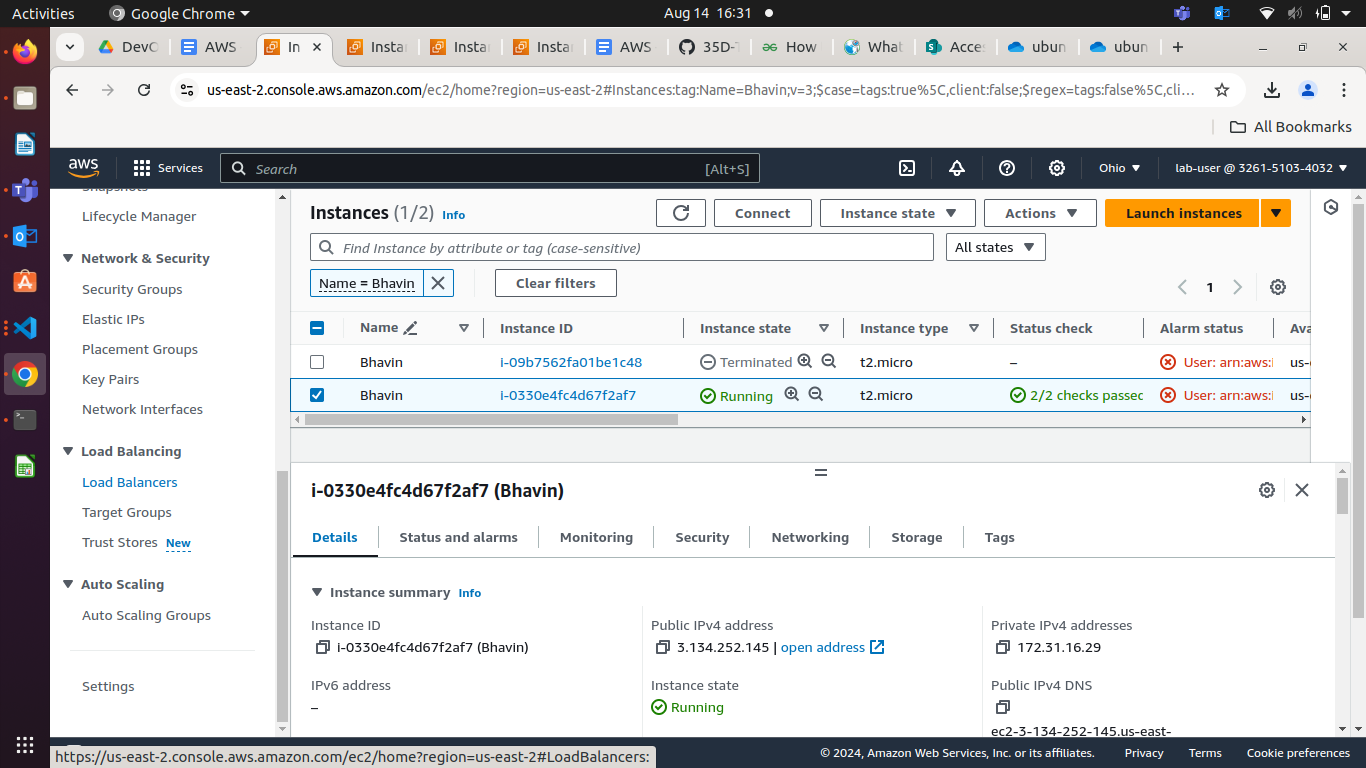 Activities Google Chrome Aug 14 16:31
DevO AWS In Instan Instan Instan AWS 35D-T How What Acces ubun ubun
us-east-2.console.aws.amazon.com/ec2/home?region=us-east-2#Instances:tag:Name=Bhavin;v=3;$case=tags:true%5C,client:false;$regex=tags:false%5C,cli...
All Bookmarks
aws Services Search [Alt+S] Ohio lab-user @ 3261-5103-4032
Snapshots
Lifecycle Manager
Network & Security
Security Groups
Elastic IPs
Placement Groups
Key Pairs
Network Interfaces
Load Balancing
Load Balancers
Target Groups
Trust Stores New
Auto Scaling
Auto Scaling Groups
Settings
Instances (1/2) Info Connect Instance state Actions Launch instances
Find Instance by attribute or tag (case-sensitive) All states
Name = Bhavin Clear filters 1
Name Instance ID Instance state Instance type Status check Alarm status Ava
Bhavin i-09b7562fa01be1c48 Terminated t2.micro – User: arn:aws:i us-
Bhavin i-0330e4fc4d67f2af7 Running t2.micro 2/2 checks passed User: arn:aws:i us-
i-0330e4fc4d67f2af7 (Bhavin)
Details Status and alarms Monitoring Security Networking Storage Tags
Instance summary Info
Instance ID
i-0330e4fc4d67f2af7 (Bhavin)
Public IPv4 address
3.134.252.145 | open address
Private IPv4 addresses
172.31.16.29
IPv6 address
–
Instance state
Running
Public IPv4 DNS
ec2-3-134-252-145.us-east-
https://us-east-2.console.aws.amazon.com/ec2/home?region=us-east-2#LoadBalancers:
© 2024, Amazon Web Services, Inc. or its affiliates. Privacy Terms Cookie preferences